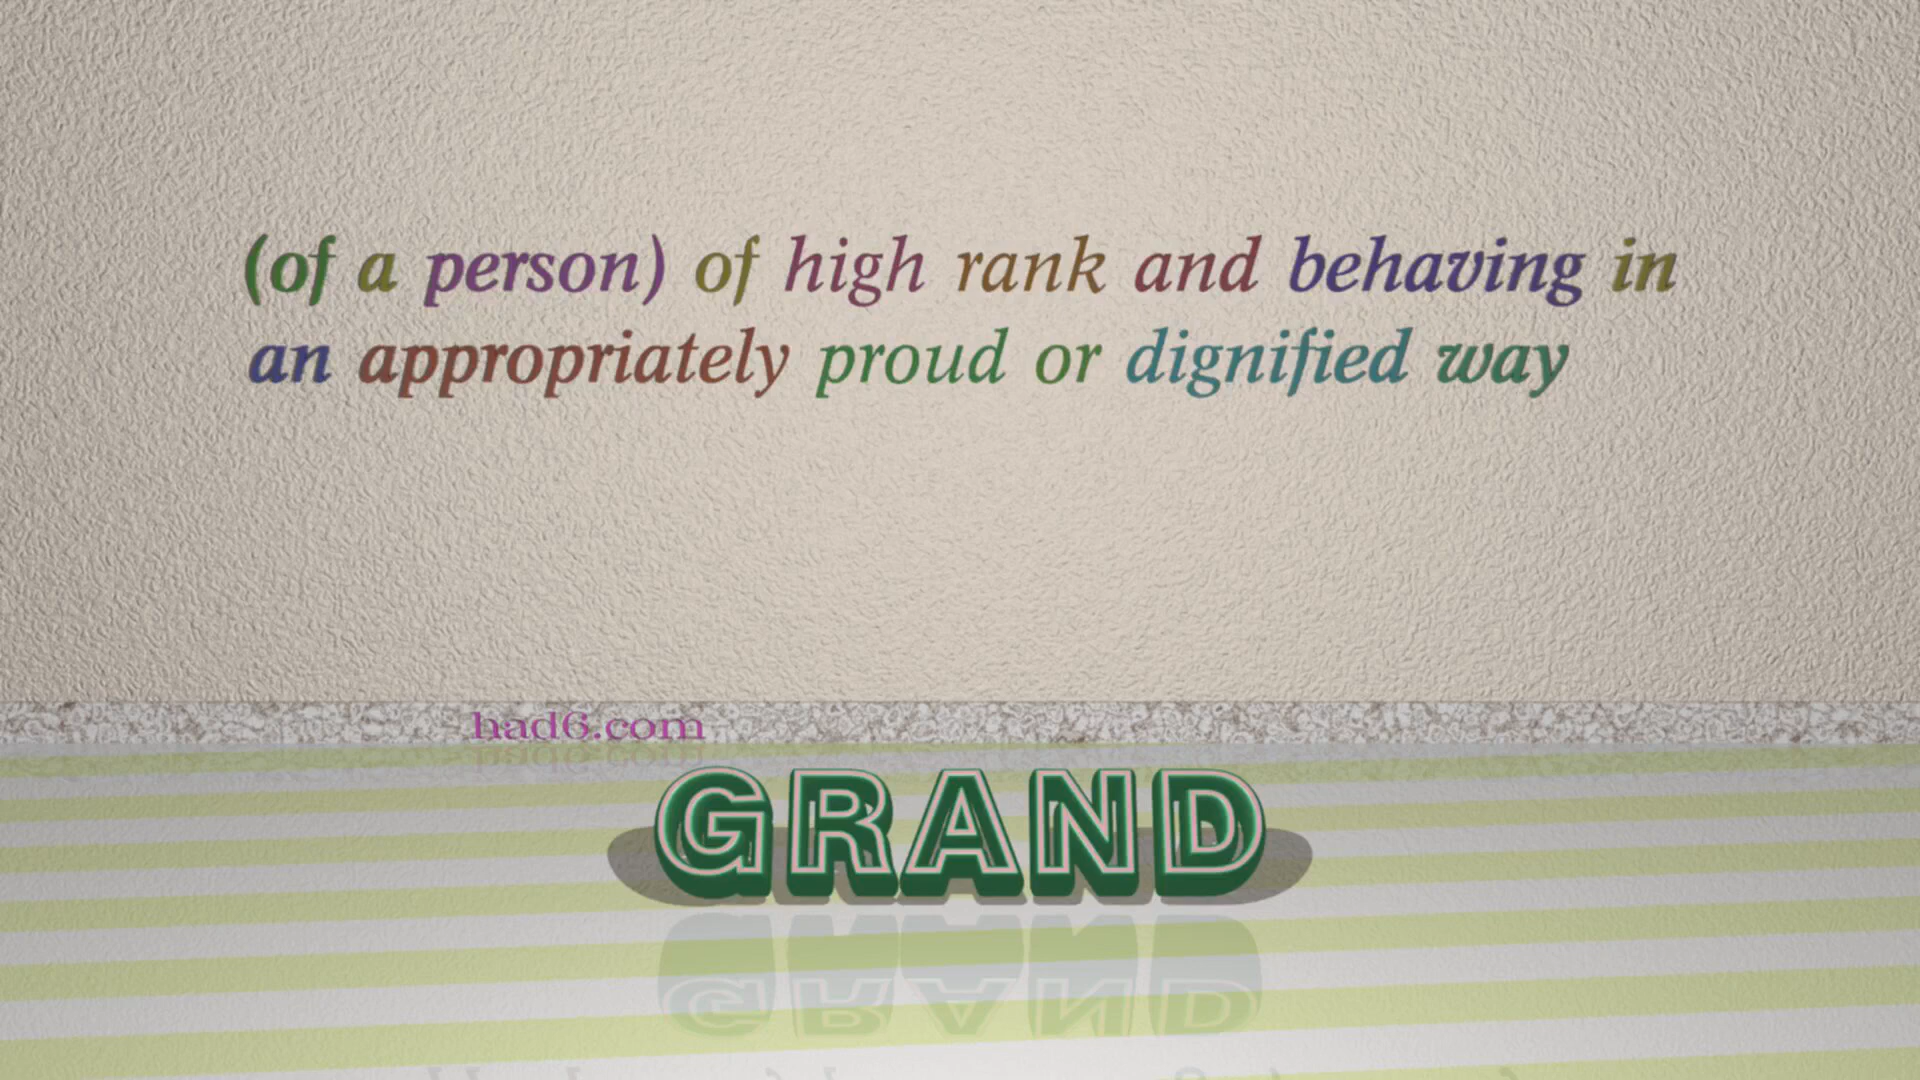 (of a person) of high rank and behaving in
an appropriately proud or dignified way
had6.com
GRAND